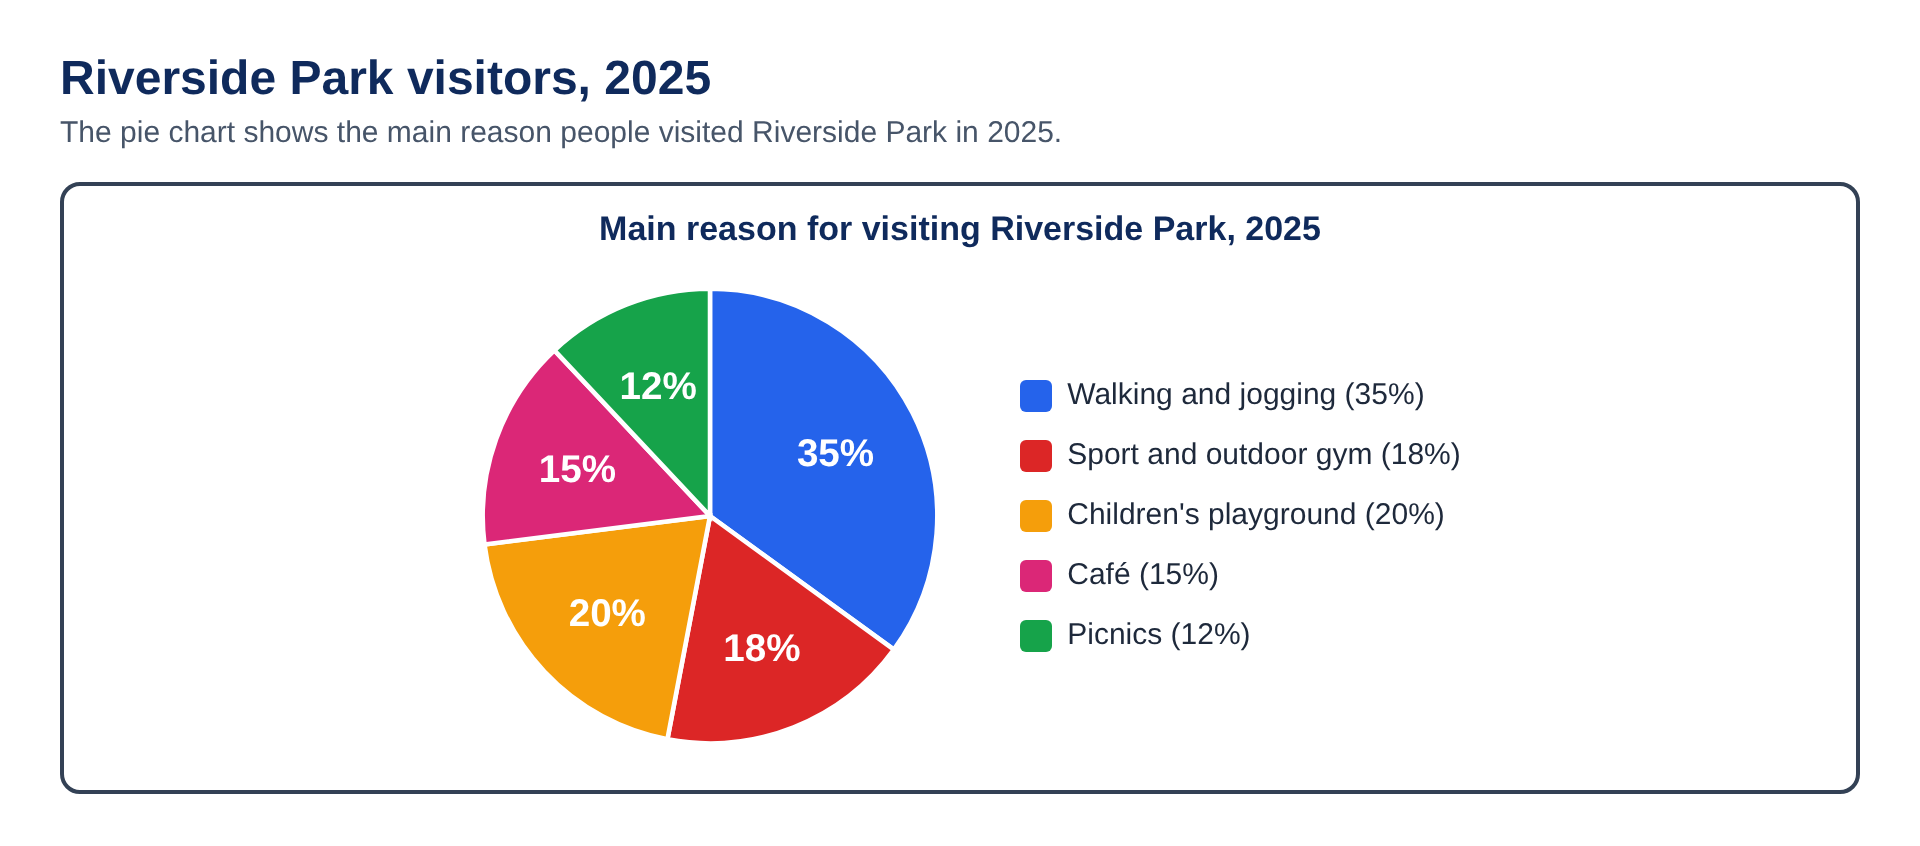 Riverside Park visitors, 2025
The pie chart shows the main reason people visited Riverside Park in 2025.
Main reason for visiting Riverside Park, 2025
12%
35%
15%
20%
18%
Walking and jogging (35%)
Sport and outdoor gym (18%)
Children's playground (20%)
Café (15%)
Picnics (12%)